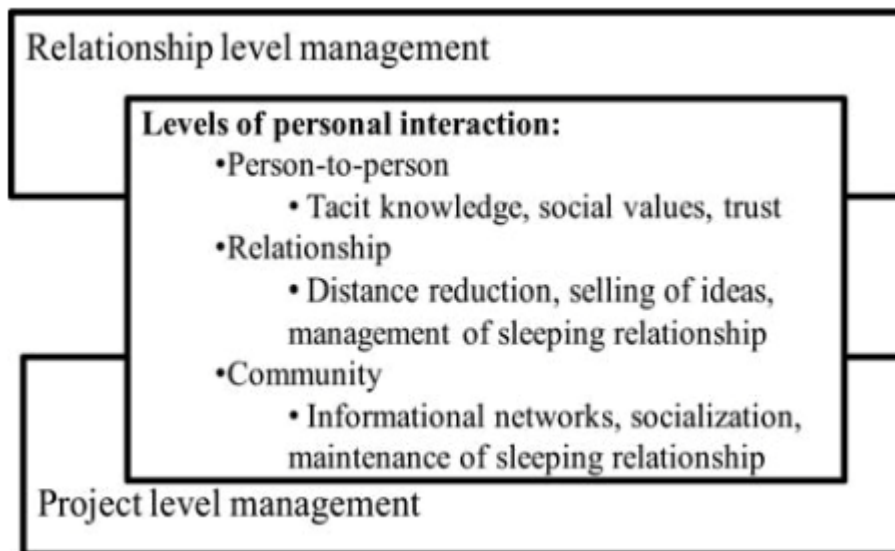 Relationship level management
Levels of personal interaction:
•Person-to-person
• Tacit knowledge, social values, trust
•Relationship
• Distance reduction, selling of ideas,
management of sleeping relationship
•Community
• Informational networks, socialization,
maintenance of sleeping relationship
Project level management